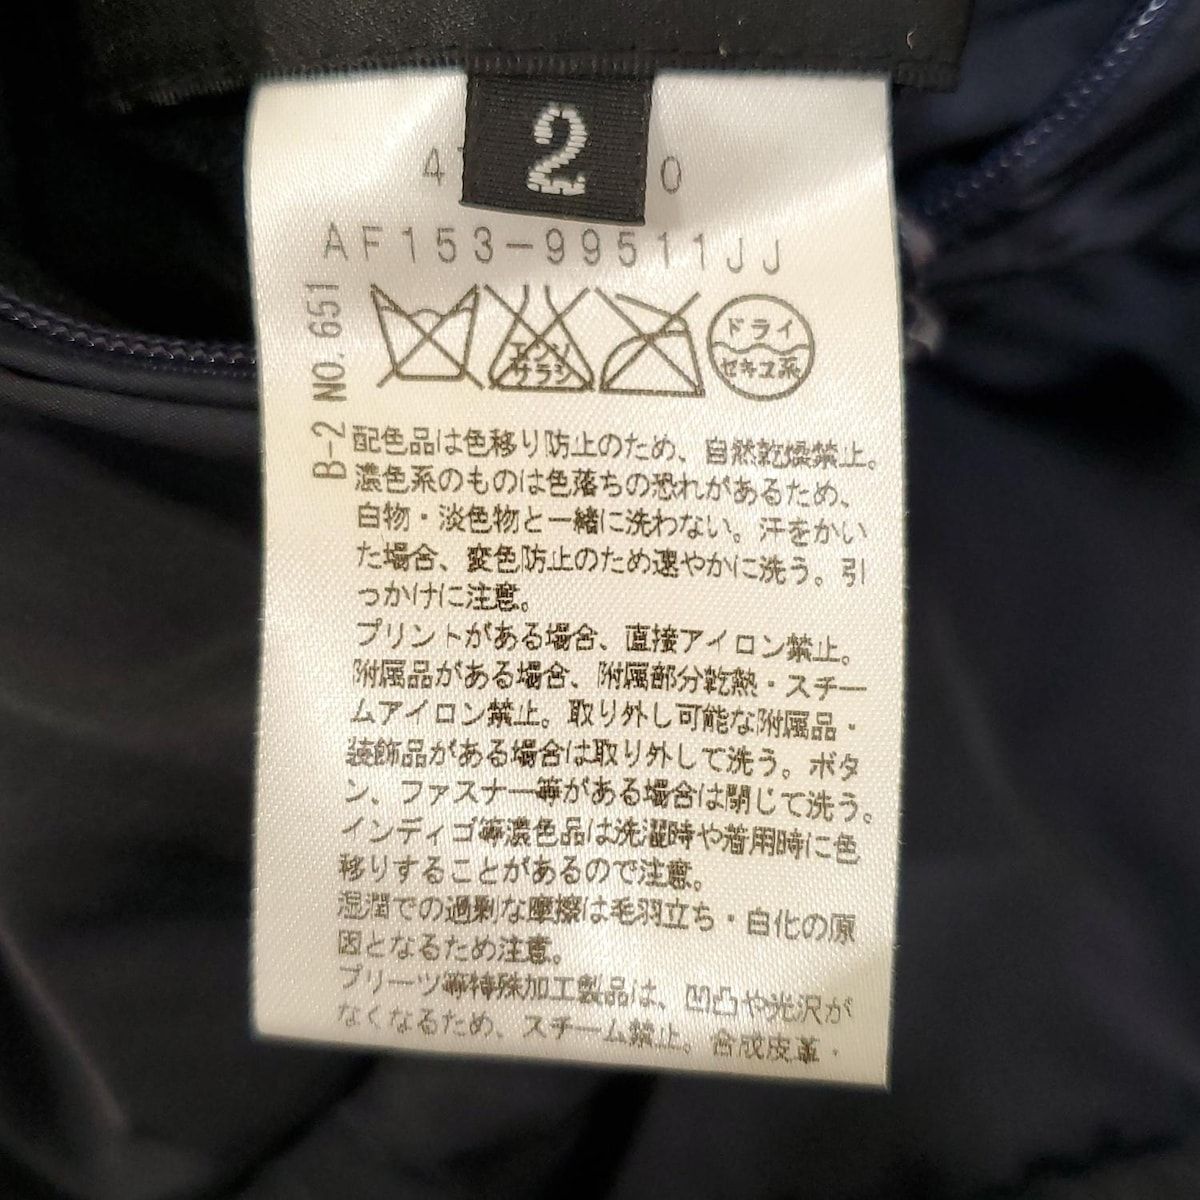 2
4 0
AF153-99511JJ
エンソ
サラシ
ドライ
セキユ系
B-2 NO. 651
配色品は色移り防止のため、自然乾燥禁止。
濃色系のものは色落ちの恐れがあるため、
白物・淡色物と一緒に洗わない。汗をかい
た場合、変色防止のため速やかに洗う。引
っかけに注意。
プリントがある場合、直接アイロン禁止。
附属品がある場合、附属部分乾熱・スチー
ムアイロン禁止。取り外し可能な附属品・
装飾品がある場合は取り外して洗う。ボタ
ン、ファスナー等がある場合は閉じて洗う。
インディゴ等濃色品は洗濯時や着用時に色
移りすることがあるので注意。
湿潤での過剰な摩擦は毛羽立ち・白化の原
因となるため注意。
プリーツ等特殊加工製品は、凹凸や光沢が
なくなるため、スチーム禁止。合成皮革・